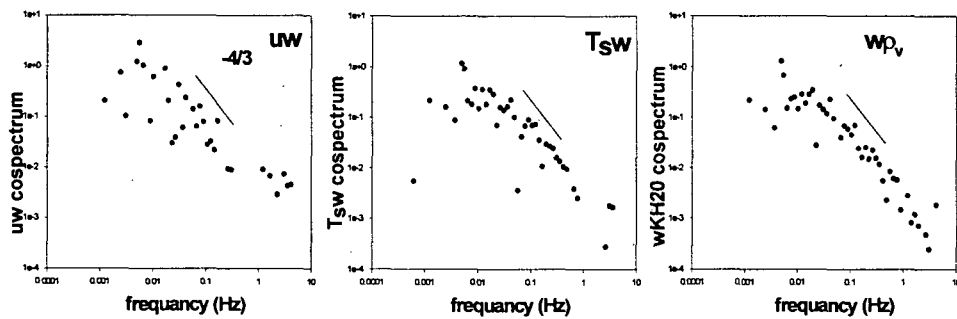 1e+1
1e+0
1e-1
1e-2
1e-3
1e-4
uw cospectrum
uw
-4/3
0.0001
0.001
0.01
0.1
1
10
frequancy (Hz)
1e+1
1e+0
1e-1
1e-2
1e-3
1e-4
Tsw cospectrum
Tsw
0.0001
0.001
0.01
0.1
1
10
frequancy (Hz)
1e+1
1e+0
1e-1
1e-2
1e-3
1e-4
wKH20 cospectrum
wρv
0.0001
0.001
0.01
0.1
1
10
frequancy (Hz)